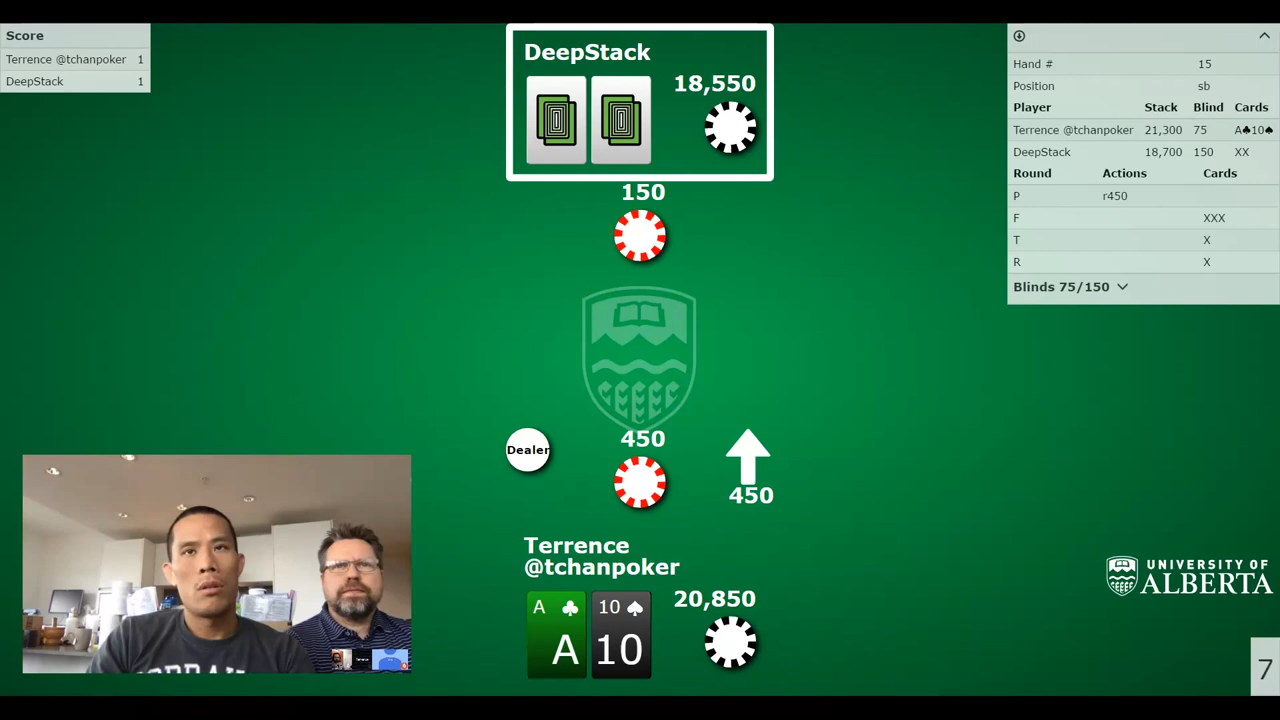 Score
Terrence @tchanpoker 1
DeepStack 1
DeepStack
18,550
150
Hand # 15
Position sb
Player Stack Blind Cards
Terrence @tchanpoker 21,300 75 A♣10♠
DeepStack 18,700 150 XX
Round Actions Cards
P r450
F XXX
T X
R X
Blinds 75/150
Dealer
450
450
Terrence
@tchanpoker
20,850
A♣ 10♠
A 10
UNIVERSITY OF
ALBERTA
7